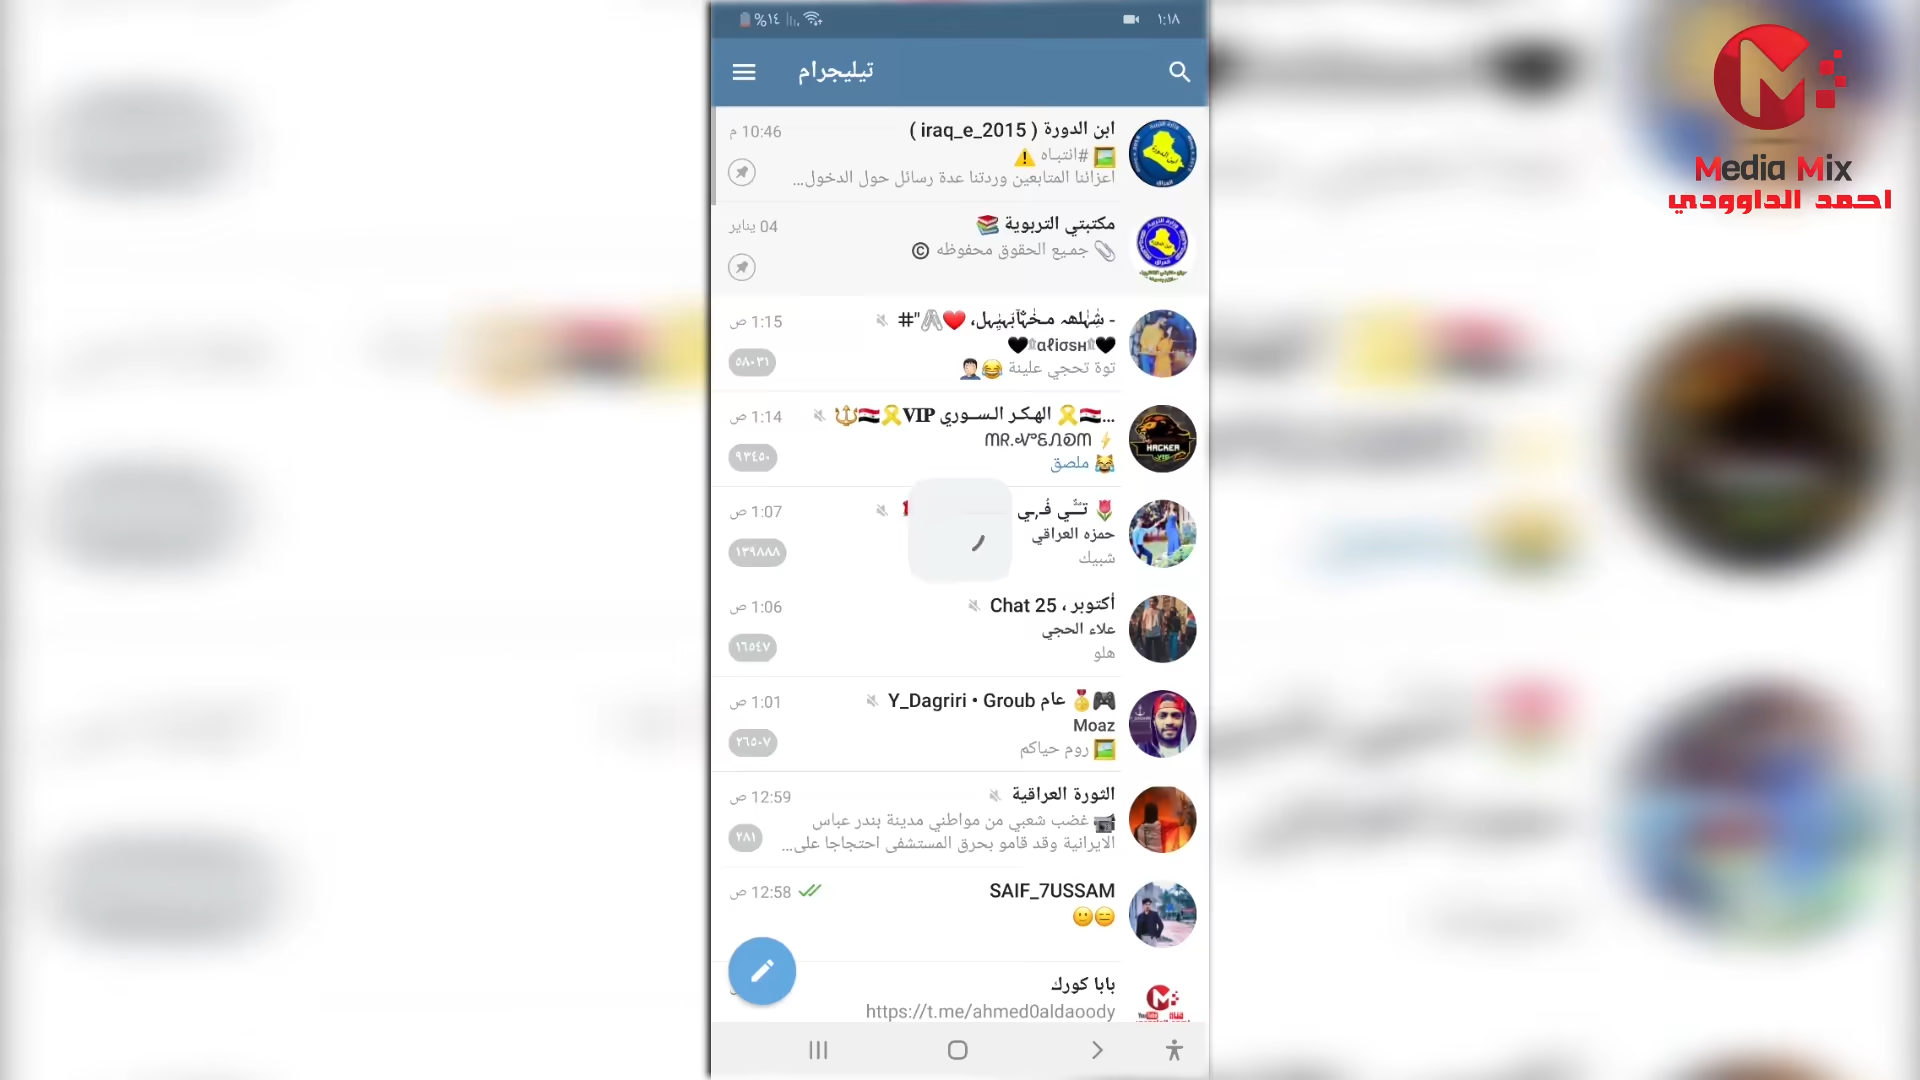 ١:١٨
%١٤
تيليجرام
ابن الدورة ( iraq_e_2015 )
10:46 م
#انتباه ⚠️
اعزائنا المتابعين وردتنا عدة رسائل حول الدخول...
مكتبتي التربوية 📚
04 يناير
جميع الحقوق محفوظه ©
1:15 ص
توة تحجي علينة 😂🤦🏻‍♂️
٥٨٠٣١
...🇸🇾🎗️ الهكر السوري VIP🎗️🇸🇾🔱
1:14 ص
ملصق
٩٣٤٥٠
HACKER
VIP
1:07 ص
حمزه العراقي
شبيك
١٣٩٨٨٨
أكتوبر ، Chat 25
1:06 ص
علاء الحجي
هلو
١٦٥٤٧
🎮🥇 عام Y_Dagriri • Groub
1:01 ص
Moaz
روم حياكم
٢٦٥٠٧
الثورة العراقية
12:59 ص
غضب شعبي من مواطني مدينة بندر عباس
الايرانية وقد قامو بحرق المستشفى احتجاجا على...
٢٨١
SAIF_7USSAM
12:58 ص
😑🙂
بابا كورك
https://t.me/ahmed0aldaoody
Media Mix
احمد الداوودي